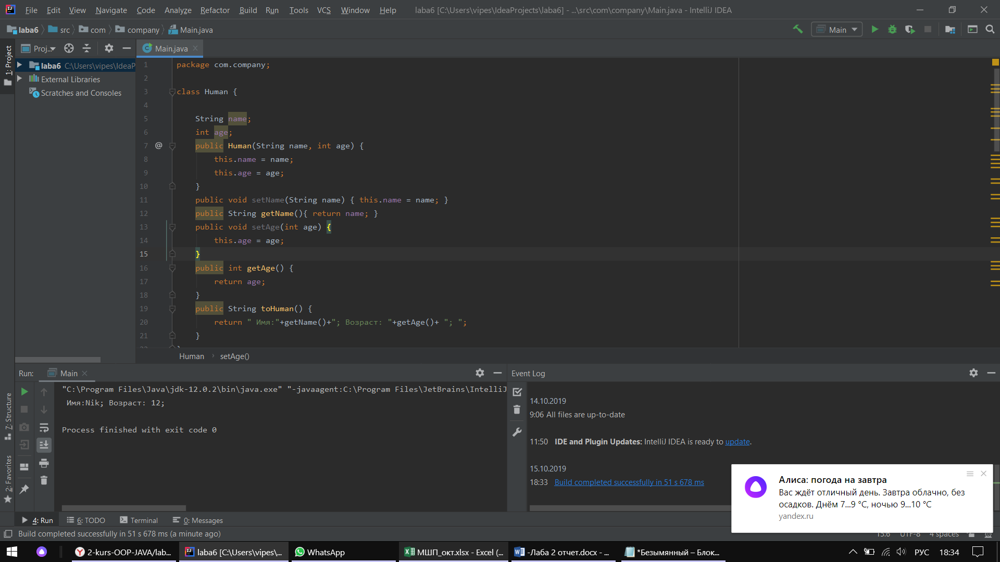 File Edit View Navigate Code Analyze Refactor Build Run Tools VCS Window Help laba6 [C:\Users\vipes\IdeaProjects\laba6] - ...\src\com\company\Main.java - IntelliJ IDEA
laba6 src com company Main.java Main
1: Project
Proj... Main.java
laba6 C:\Users\vipes\IdeaP
External Libraries
Scratches and Consoles
1 package com.company;
2
3 class Human {
4
5 String name;
6 int age;
7 @ public Human(String name, int age) {
8 this.name = name;
9 this.age = age;
10 }
11 public void setName(String name) { this.name = name; }
12 public String getName(){ return name; }
13 public void setAge(int age) {
14 this.age = age;
15 }
16 public int getAge() {
17 return age;
18 }
19 public String toHuman() {
20 return " Имя:"+getName()+"; Возраст: "+getAge()+ "; ";
21 }
Human setAge()
Run: Main
"C:\Program Files\Java\jdk-12.0.2\bin\java.exe" "-javaagent:C:\Program Files\JetBrains\IntelliJ
Имя:Nik; Возраст: 12;
Process finished with exit code 0
Z: Structure
2: Favorites
Event Log
14.10.2019
9:06 All files are up-to-date
11:50 IDE and Plugin Updates: IntelliJ IDEA is ready to update.
15.10.2019
18:33 Build completed successfully in 51 s 678 ms
Алиса: погода на завтра
Вас ждёт отличный день. Завтра облачно, без
осадков. Днём 7...9 °C, ночью 9...10 °C
yandex.ru
4: Run 6: TODO Terminal 0: Messages
Build completed successfully in 51 s 678 ms (a minute ago) 15:6 UTF-8 4 spaces
2-kurs-OOP-JAVA/lab... laba6 [C:\Users\vipes\... WhatsApp МШП_окт.xlsx - Excel (... -Лаба 2 отчет.docx - ... *Безымянный – Блок... РУС 18:34